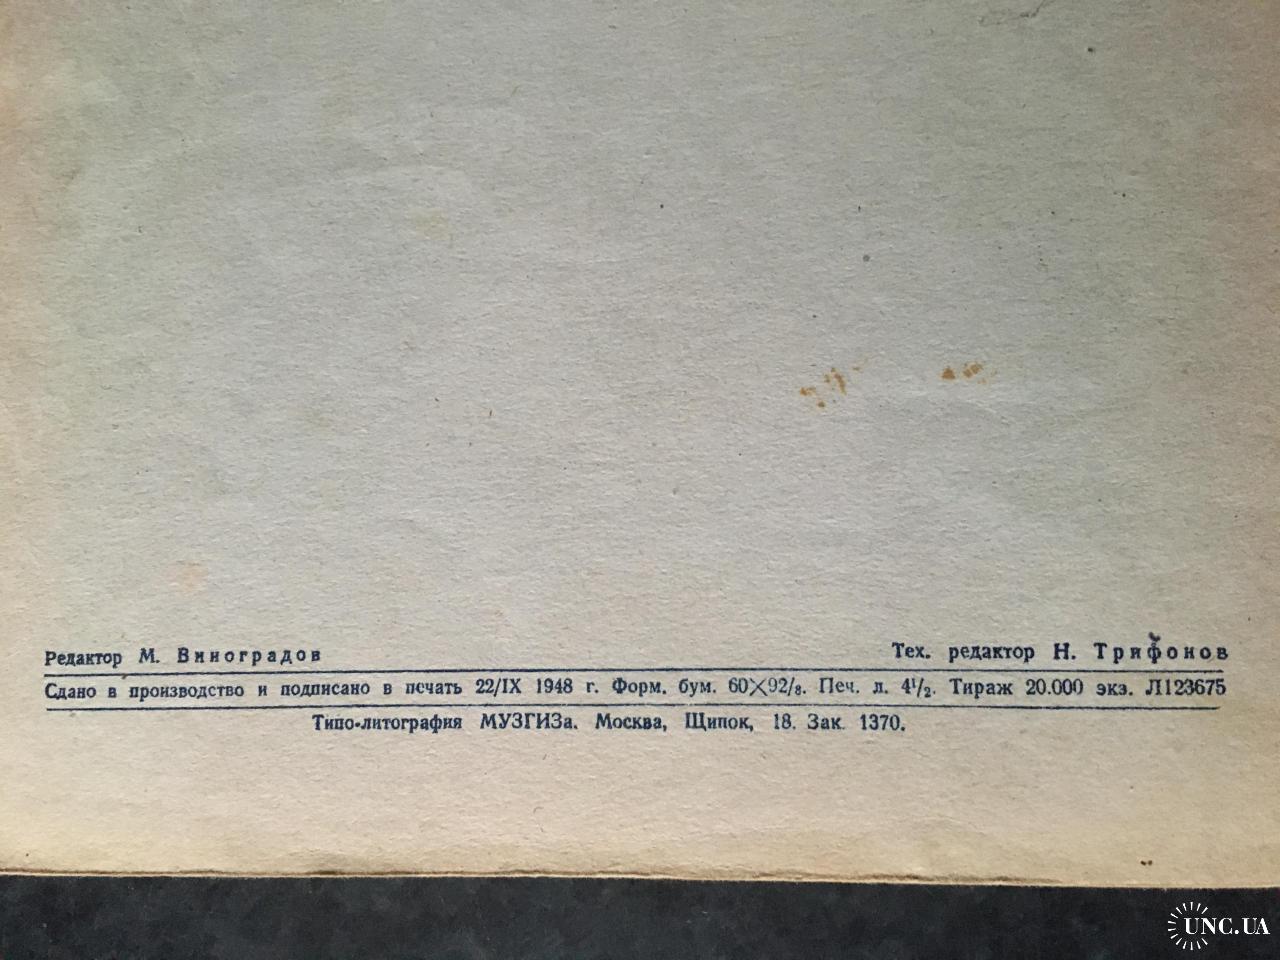 Редактор М. Виноградов Тех. редактор Н. Трифонов
Сдано в производство и подписано в печать 22/IX 1948 г. Форм. бум. 60×92/8. Печ. л. 4½. Тираж 20.000 экз. Л123675
Типо-литография МУЗГИЗа. Москва, Щипок, 18. Зак. 1370.
UNC.UA